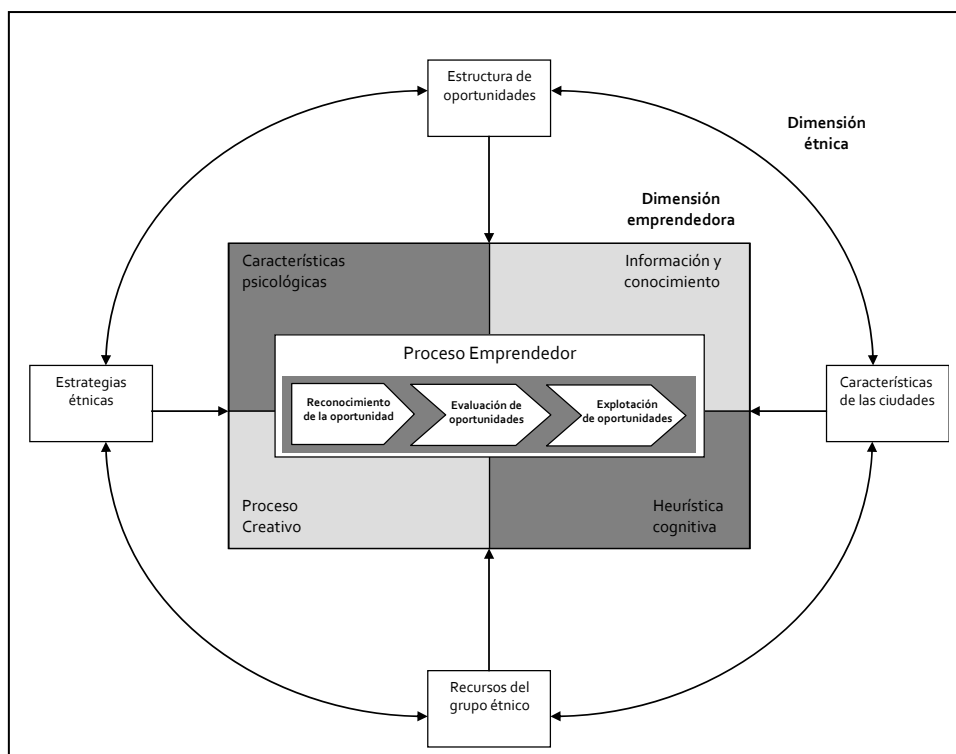 Estructura de
oportunidades
Dimensión
étnica
Dimensión
emprendedora
Características
psicológicas
Información y
conocimiento
Proceso Emprendedor
Reconocimiento
de la oportunidad
Evaluación de
oportunidades
Explotación
de oportunidades
Estrategias
étnicas
Características
de las ciudades
Proceso
Creativo
Heurística
cognitiva
Recursos del
grupo étnico